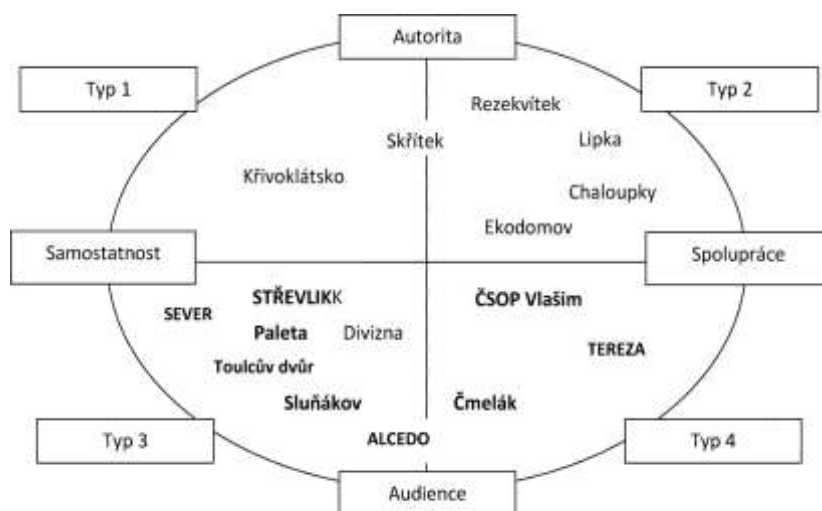 Autorita
Typ 1
Typ 2
Rezekvítek
Skřítek
Lipka
Křivoklátsko
Chaloupky
Ekodomov
Samostatnost
Spolupráce
STŘEVLIKK
ČSOP Vlašim
SEVER
Paleta
Divizna
TEREZA
Toulcův dvůr
Sluňákov
Čmelák
Typ 3
ALCEDO
Typ 4
Audience